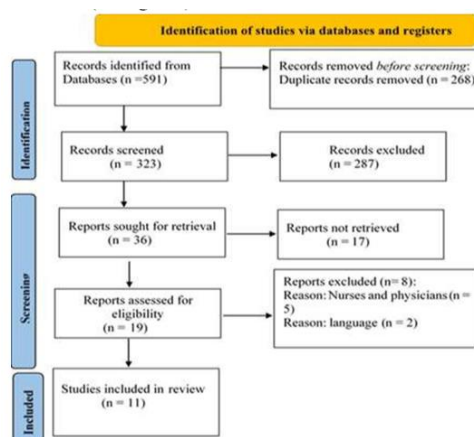 Identification of studies via databases and registers
Records identified from
Databases (n =591)
Records removed before screening:
Duplicate records removed (n = 268)
Identification
Records screened
(n = 323)
Records excluded
(n = 287)
Reports sought for retrieval
(n = 36)
Reports not retrieved
(n = 17)
Screening
Reports assessed for
eligibility
(n = 19)
Reports excluded (n= 8):
Reason: Nurses and physicians(n =
5)
Reason: language (n = 2)
Included
Studies included in review
(n = 11)